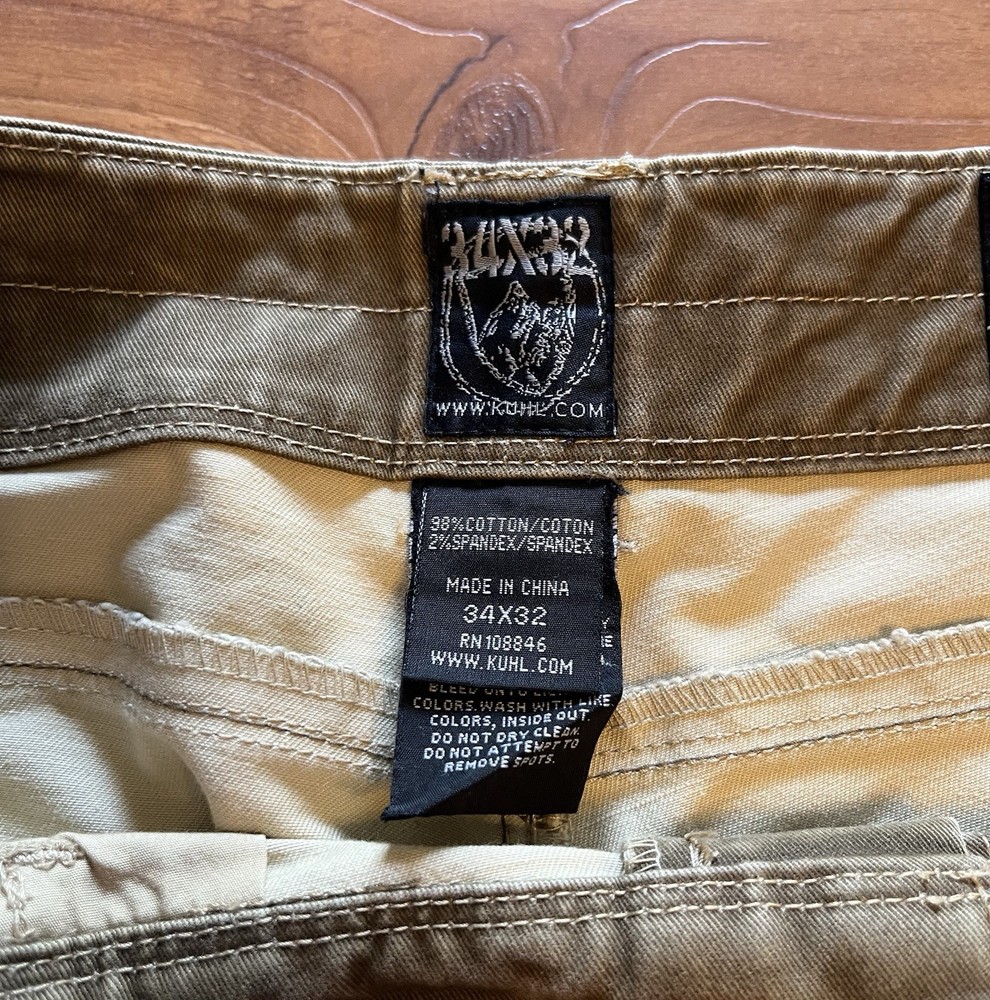 34X32
WWW.KUHL.COM
98%COTTON/COTON
2%SPANDEX/SPANDEX
MADE IN CHINA
34X32
RN108846
WWW.KUHL.COM
COLORS. WASH WITH LIKE
COLORS, INSIDE OUT.
DO NOT DRY CLEAN.
DO NOT ATTEMPT TO
REMOVE SPOTS.